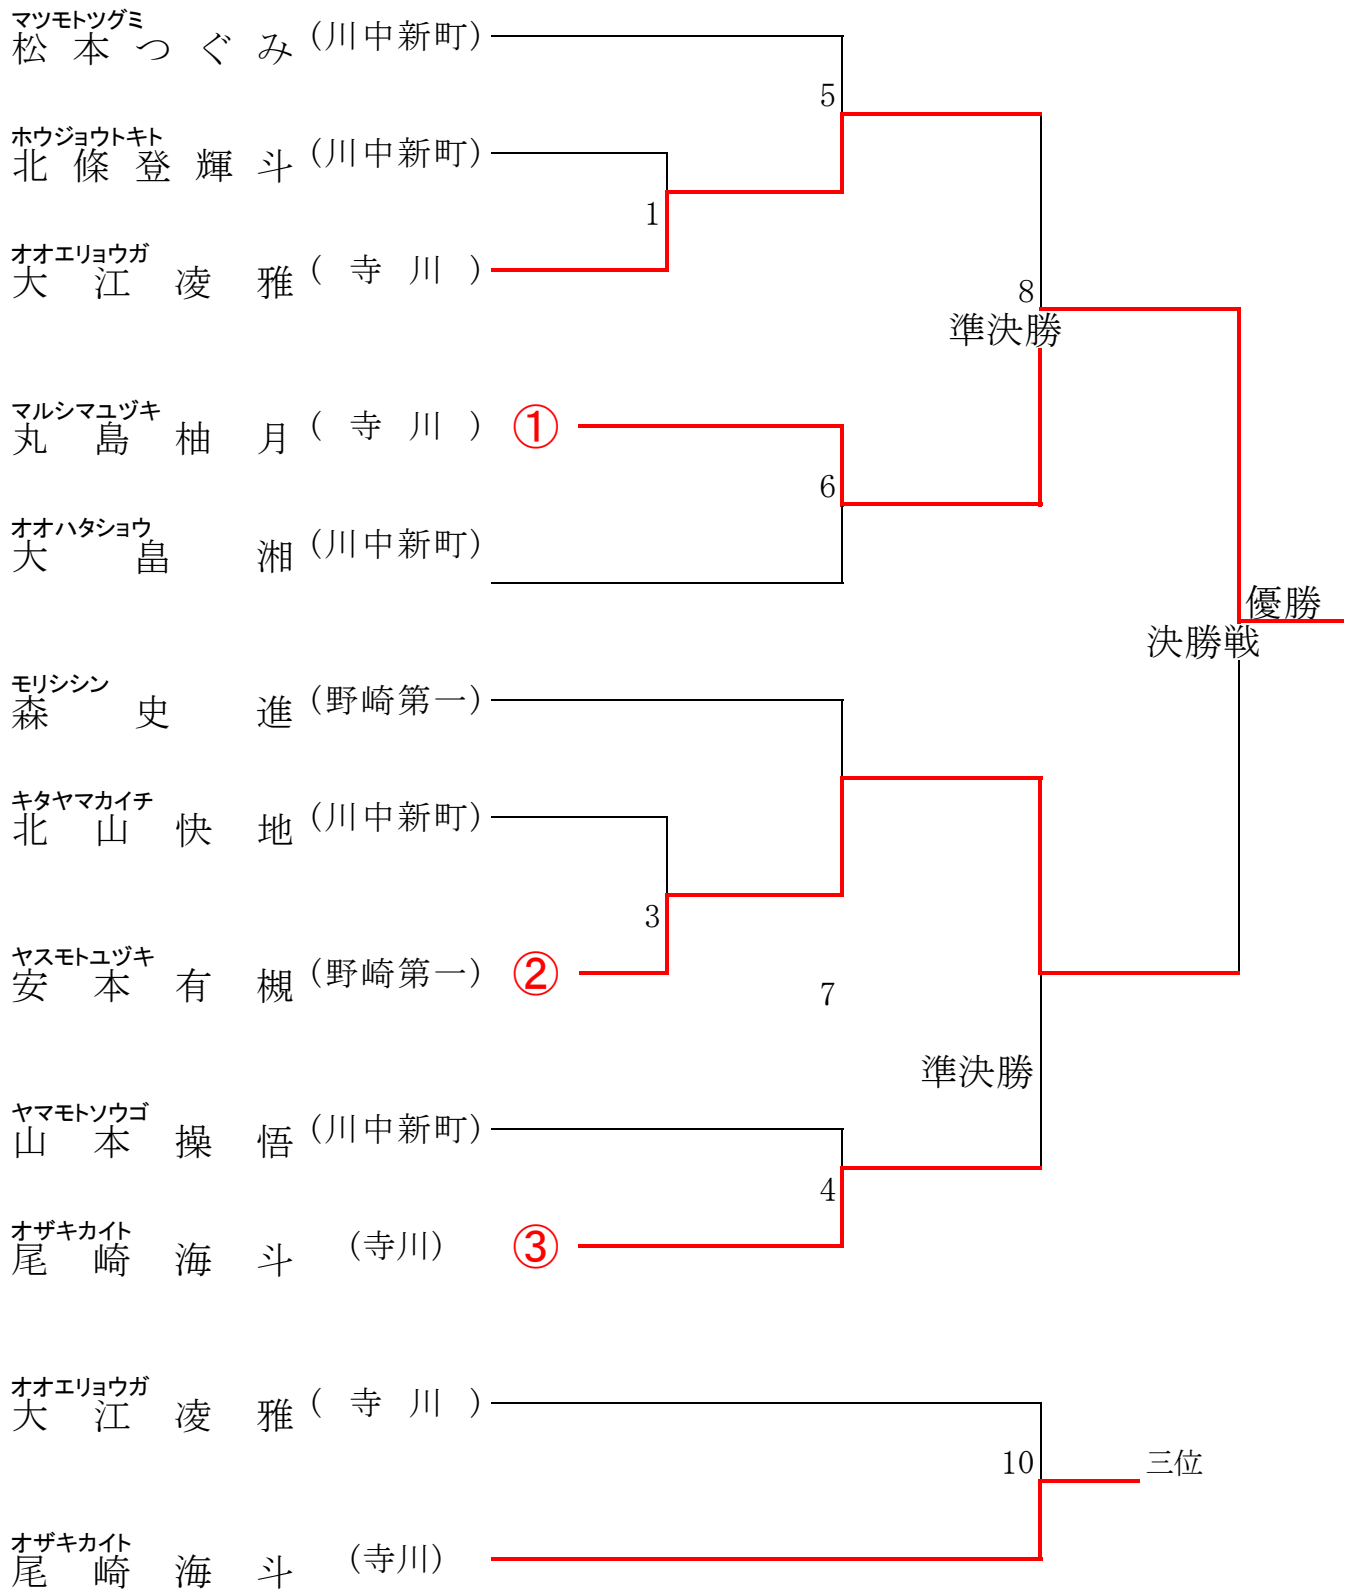 マツモトツグミ
松本つぐみ (川中新町)
5
ホウジョウトキト
北條登輝斗 (川中新町)
1
オオエリョウガ
大江凌雅 (寺川)
8
準決勝
マルシマユヅキ
丸島柚月 (寺川) ①
6
オオハタショウ
大畠湘 (川中新町)
優勝
決勝戦
モリシシン
森史進 (野崎第一)
キタヤマカイチ
北山快地 (川中新町)
3
ヤスモトユヅキ
安本有槻 (野崎第一) ②
7
準決勝
ヤマモトソウゴ
山本操悟 (川中新町)
4
オザキカイト
尾崎海斗 (寺川) ③
オオエリョウガ
大江凌雅 (寺川)
10 三位
オザキカイト
尾崎海斗 (寺川)